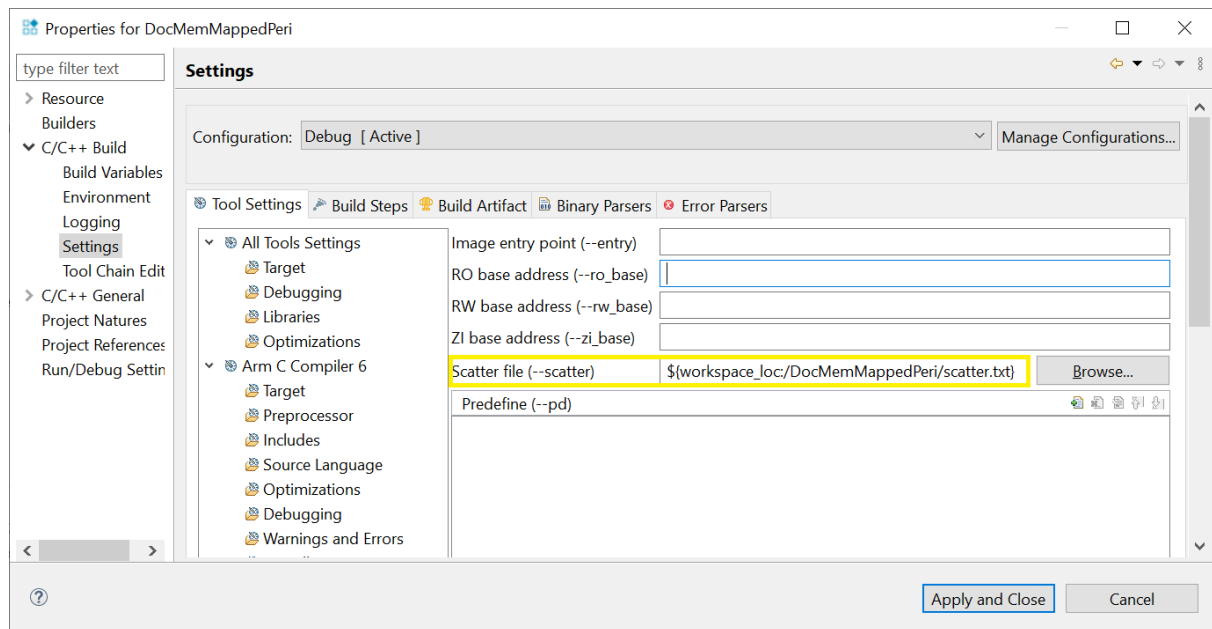 Properties for DocMemMappedPeri
type filter text
Settings
Resource
Builders
C/C++ Build
Build Variables
Environment
Logging
Settings
Tool Chain Edit
C/C++ General
Project Natures
Project References
Run/Debug Settin
Configuration: Debug [ Active ]
Manage Configurations...
Tool Settings
Build Steps
Build Artifact
Binary Parsers
Error Parsers
All Tools Settings
Target
Debugging
Libraries
Optimizations
Arm C Compiler 6
Target
Preprocessor
Includes
Source Language
Optimizations
Debugging
Warnings and Errors
Image entry point (--entry)
RO base address (--ro_base)
RW base address (--rw_base)
ZI base address (--zi_base)
Scatter file (--scatter) ${workspace_loc:/DocMemMappedPeri/scatter.txt} Browse...
Predefine (--pd)
Apply and Close
Cancel